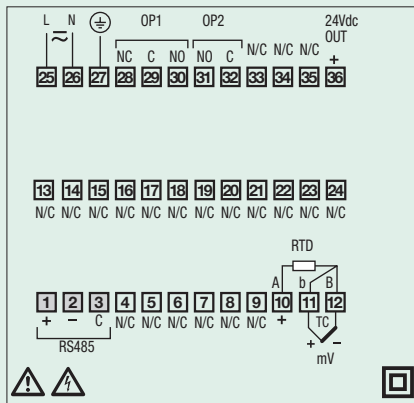 L N OP1 OP2 24Vdc
OUT
NC C NO NO C N/C N/C N/C +
25 26 27 28 29 30 31 32 33 34 35 36
13 14 15 16 17 18 19 20 21 22 23 24
N/C N/C N/C N/C N/C N/C N/C N/C N/C N/C N/C N/C
RTD
A b B
1 2 3 4 5 6 7 8 9 10 11 12
+ − C N/C N/C N/C N/C N/C N/C + TC
RS485 + −
mV